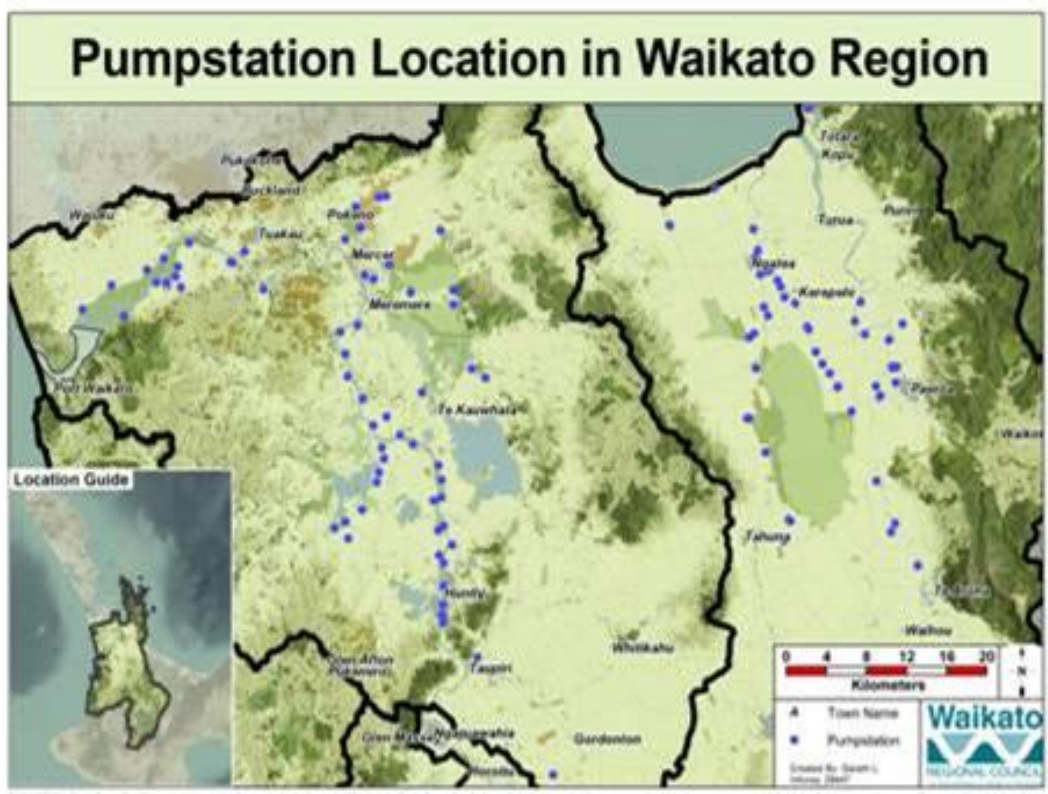 Pumpstation Location in Waikato Region
Totara
Kopu
Pukekohe
Buckland
Waiuku
Pokeno
Turua
Tuakau
Mercer
Ngatea
Kerepehi
Meremere
Port Waikato
Paeroa
Te Kauwhata
Location Guide
Tahuna
Huntly
Te Aroha
Waihou
Whitikahu
Glen Afton
Pukemiro
Taupiri
Glen Massey
Ngaruawahia
Gordonton
Horotiu
0 4 8 12 16 20
Kilometers
N
A Town Name
Pumpstation
Created By:
Waikato
REGIONAL COUNCIL